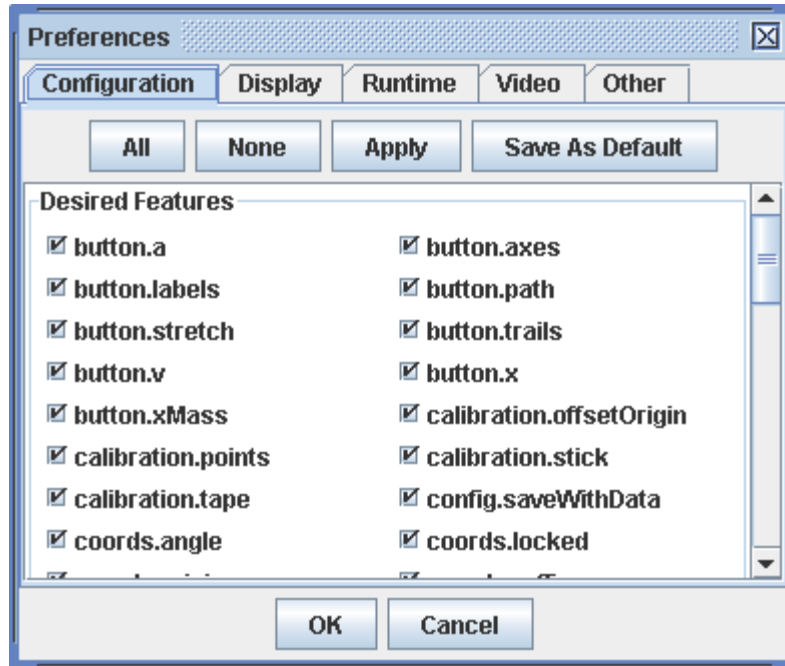 Preferences
Configuration Display Runtime Video Other
All None Apply Save As Default
Desired Features
button.a button.axes
button.labels button.path
button.stretch button.trails
button.v button.x
button.xMass calibration.offsetOrigin
calibration.points calibration.stick
calibration.tape config.saveWithData
coords.angle coords.locked
OK Cancel